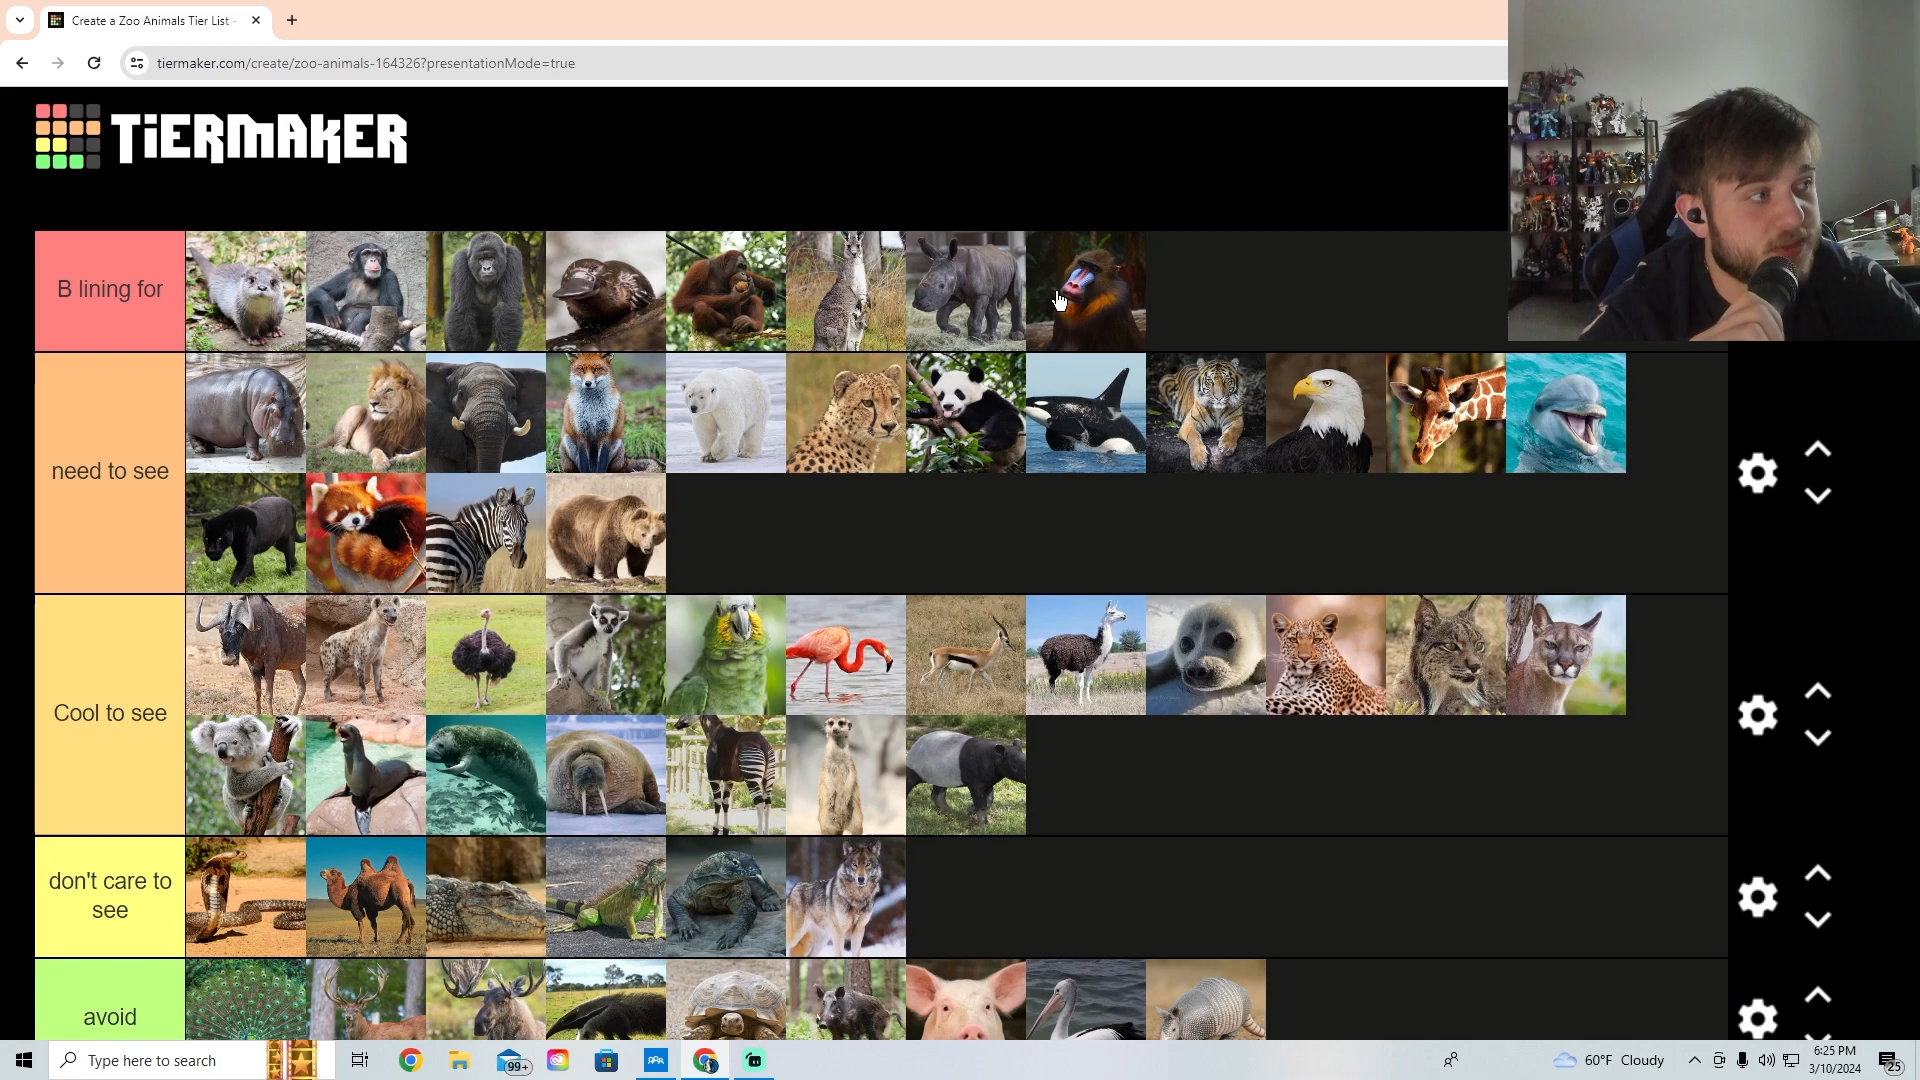 Create a Zoo Animals Tier List -
tiermaker.com/create/zoo-animals-164326?presentationMode=true
TiERMAKER
B lining for
need to see
Cool to see
don't care to
see
avoid
Type here to search
99+
60°F Cloudy
6:25 PM
3/10/2024
25